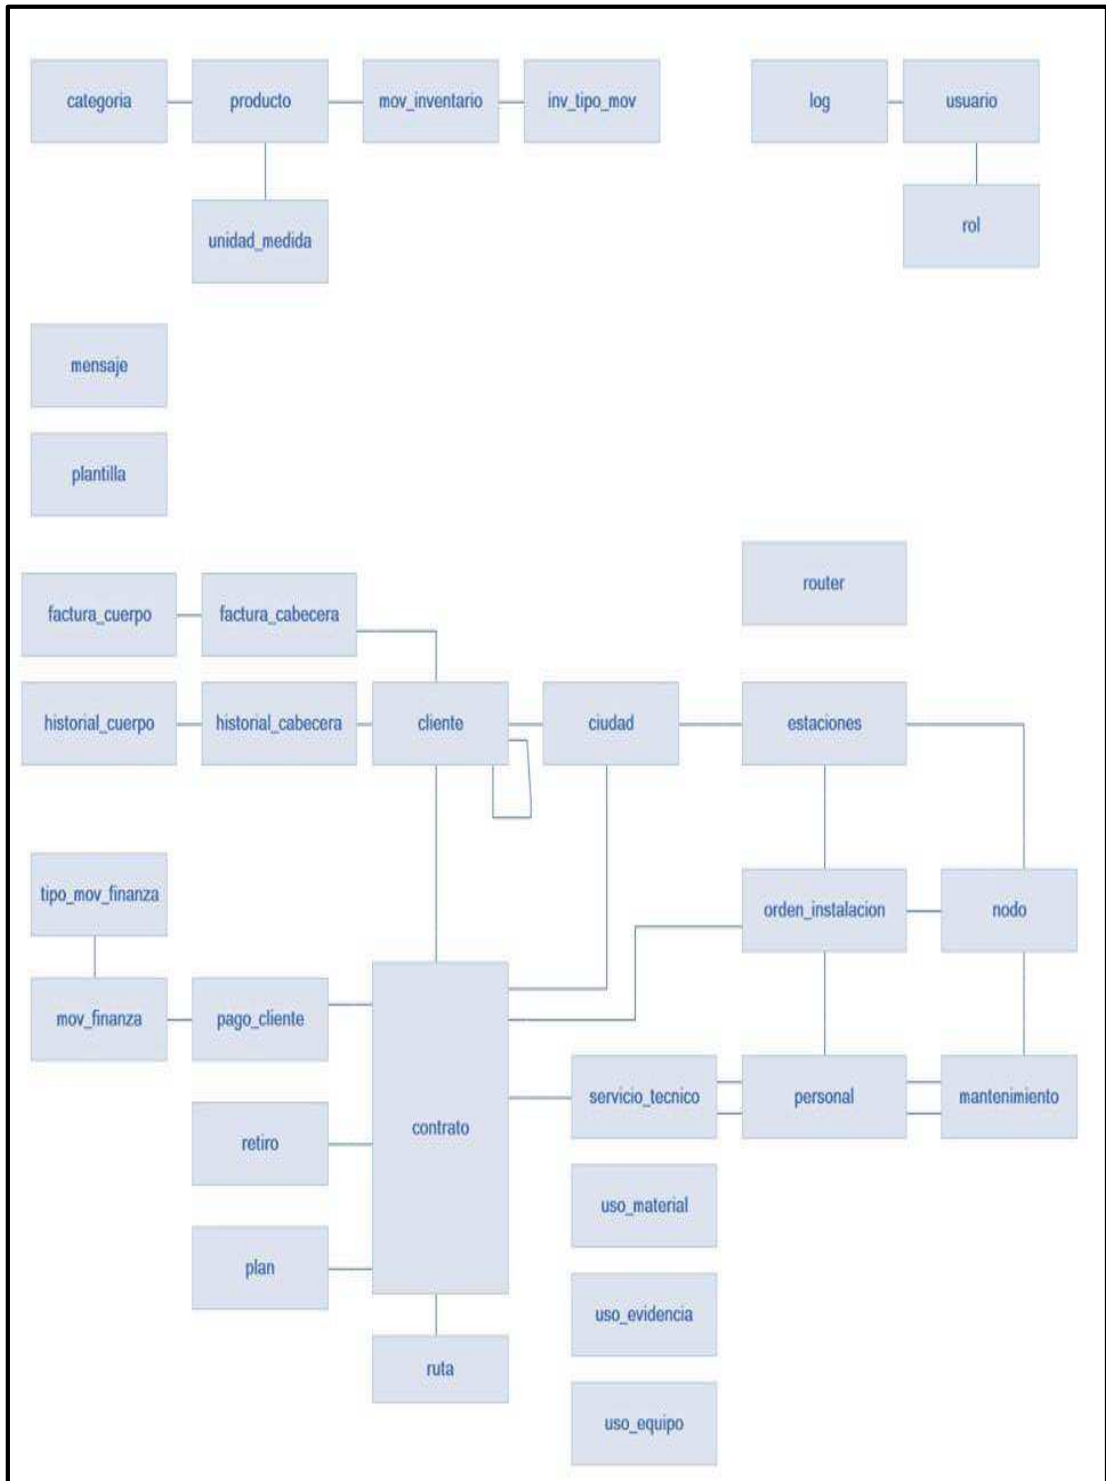 categoria
producto
mov_inventario
inv_tipo_mov
log
usuario
unidad_medida
rol
mensaje
plantilla
router
factura_cuerpo
factura_cabecera
historial_cuerpo
historial_cabecera
cliente
ciudad
estaciones
tipo_mov_finanza
orden_instalacion
nodo
mov_finanza
pago_cliente
contrato
servicio_tecnico
personal
mantenimiento
retiro
uso_material
plan
uso_evidencia
ruta
uso_equipo